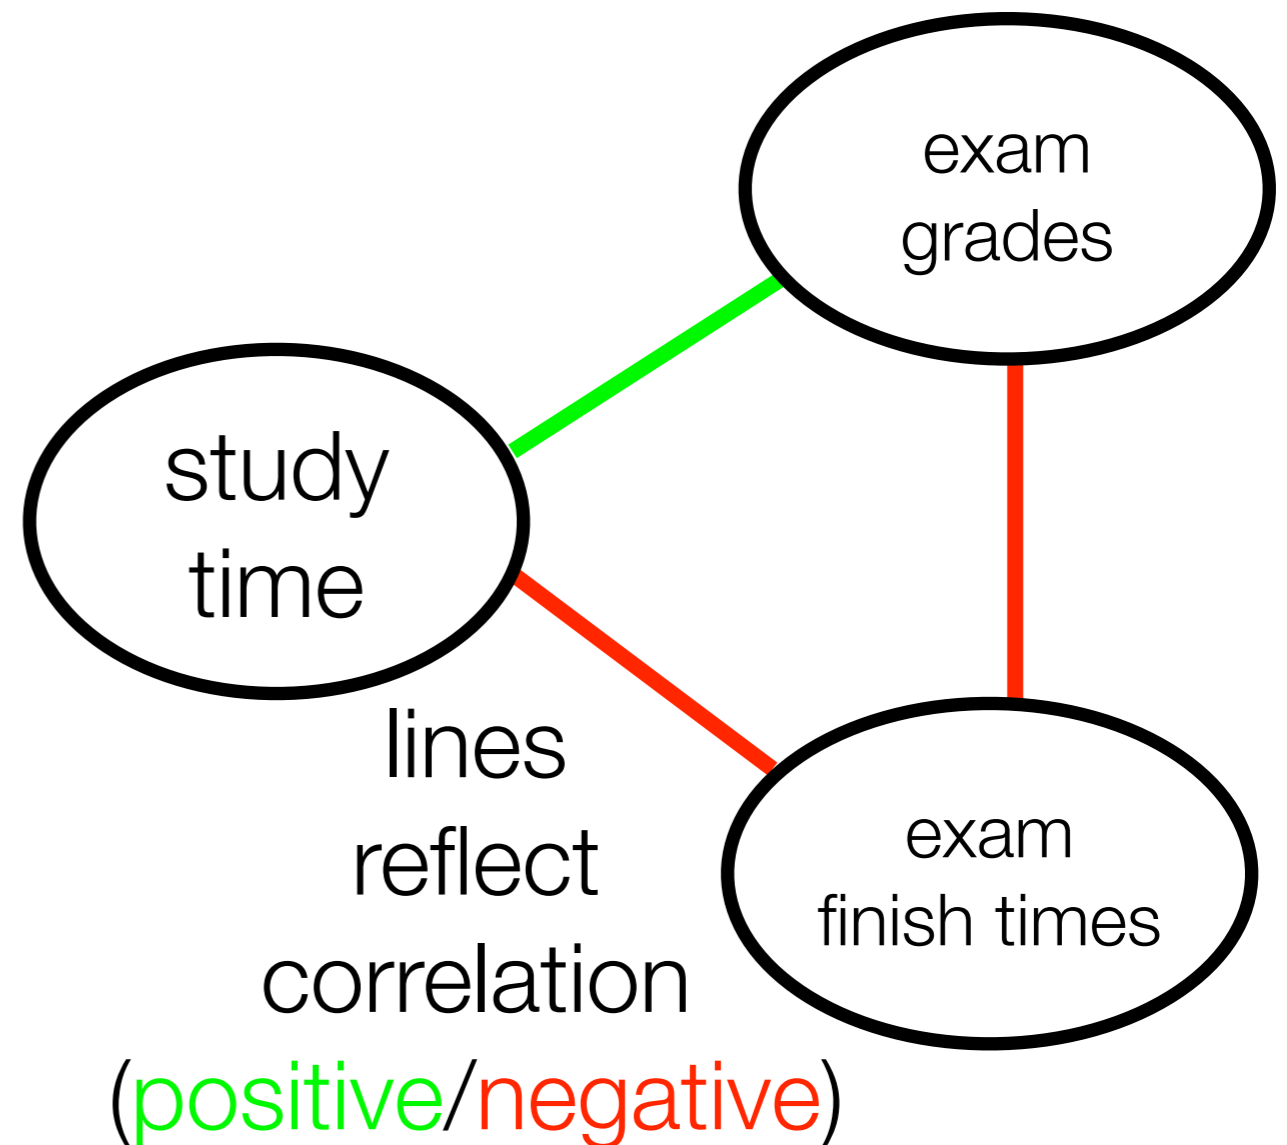 exam
grades
study
time
lines
reflect
correlation
(positive/negative)
exam
finish times